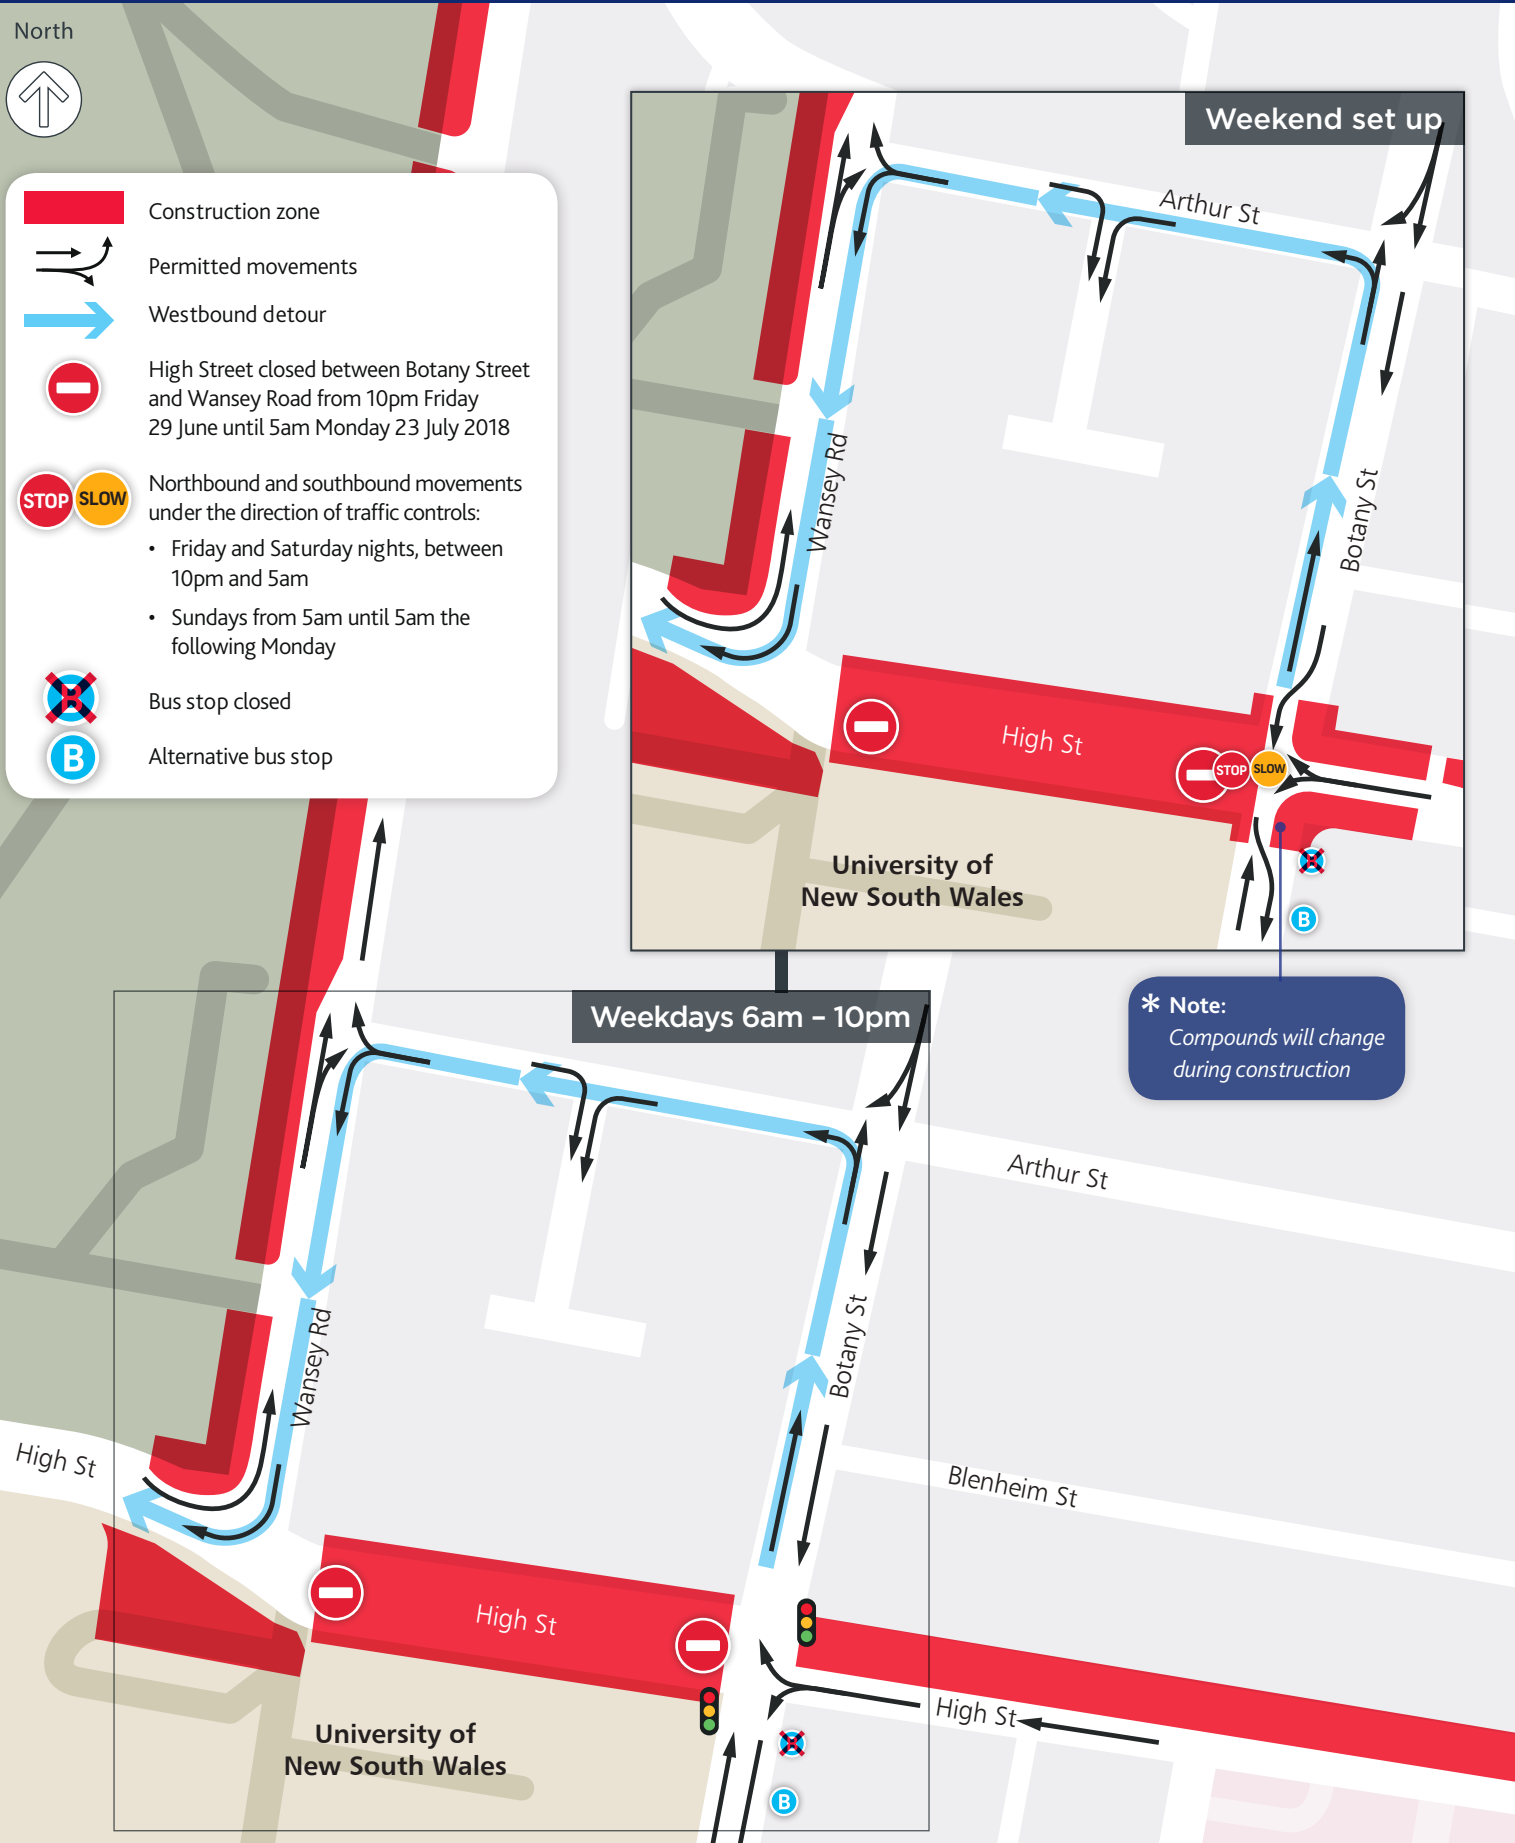 North
Construction zone
Permitted movements
Westbound detour
High Street closed between Botany Street
and Wansey Road from 10pm Friday
29 June until 5am Monday 23 July 2018
STOP SLOW
Northbound and southbound movements
under the direction of traffic controls:
• Friday and Saturday nights, between
10pm and 5am
• Sundays from 5am until 5am the
following Monday
B
Bus stop closed
B
Alternative bus stop
Weekend set up
Arthur St
Wansey Rd
Botany St
High St
STOP SLOW
University of
New South Wales
B
B
* Note:
Compounds will change
during construction
Weekdays 6am – 10pm
Arthur St
Wansey Rd
Botany St
High St
Blenheim St
High St
High St
University of
New South Wales
B
B